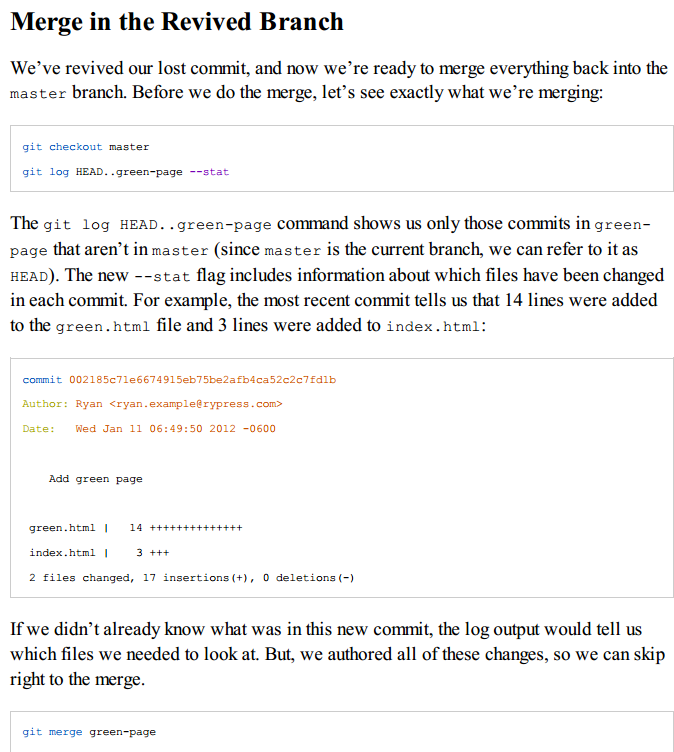 Merge in the Revived Branch
We’ve revived our lost commit, and now we’re ready to merge everything back into the
master branch. Before we do the merge, let’s see exactly what we’re merging:
git checkout master
git log HEAD..green-page --stat
The git log HEAD..green-page command shows us only those commits in green-
page that aren’t in master (since master is the current branch, we can refer to it as
HEAD). The new --stat flag includes information about which files have been changed
in each commit. For example, the most recent commit tells us that 14 lines were added
to the green.html file and 3 lines were added to index.html:
commit 002185c71e6674915eb75be2afb4ca52c2c7fd1b
Author: Ryan <ryan.example@rypress.com>
Date:   Wed Jan 11 06:49:50 2012 -0600
Add green page
green.html |   14 ++++++++++++++
index.html |    3 +++
2 files changed, 17 insertions(+), 0 deletions(-)
If we didn’t already know what was in this new commit, the log output would tell us
which files we needed to look at. But, we authored all of these changes, so we can skip
right to the merge.
git merge green-page